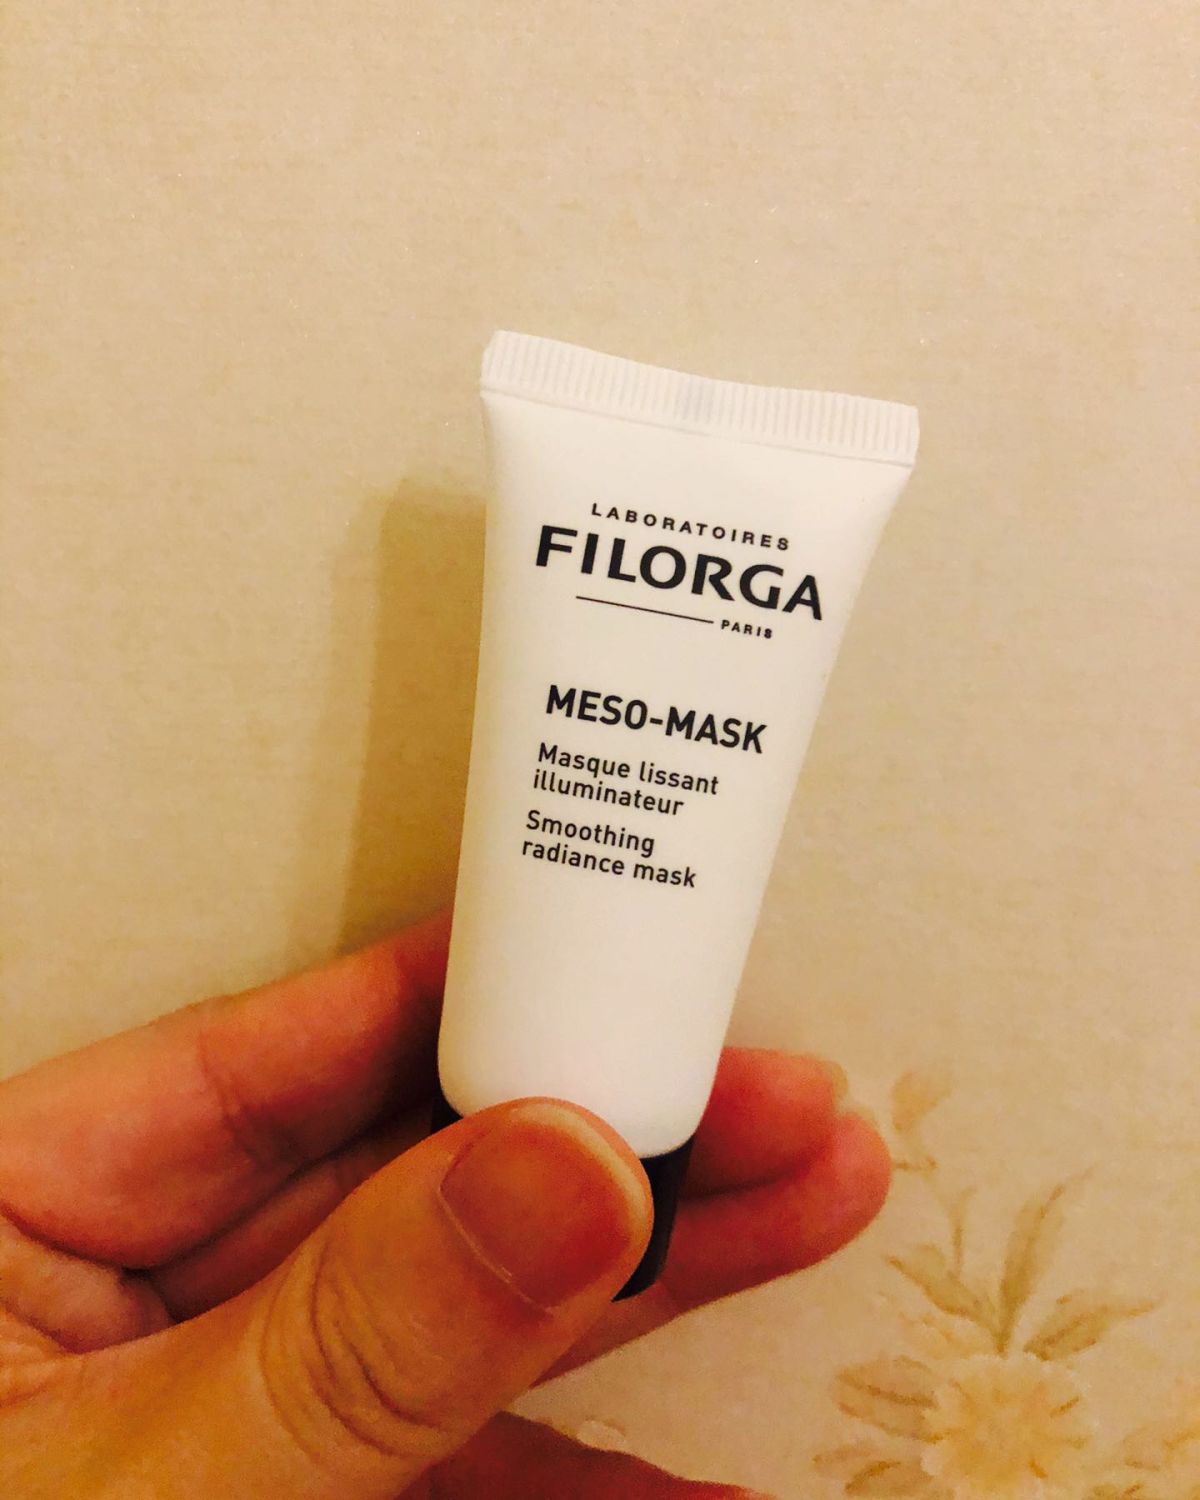 LABORATOIRES
FILORGA
PARIS
MESO-MASK
Masque lissant
illuminateur
Smoothing
radiance mask